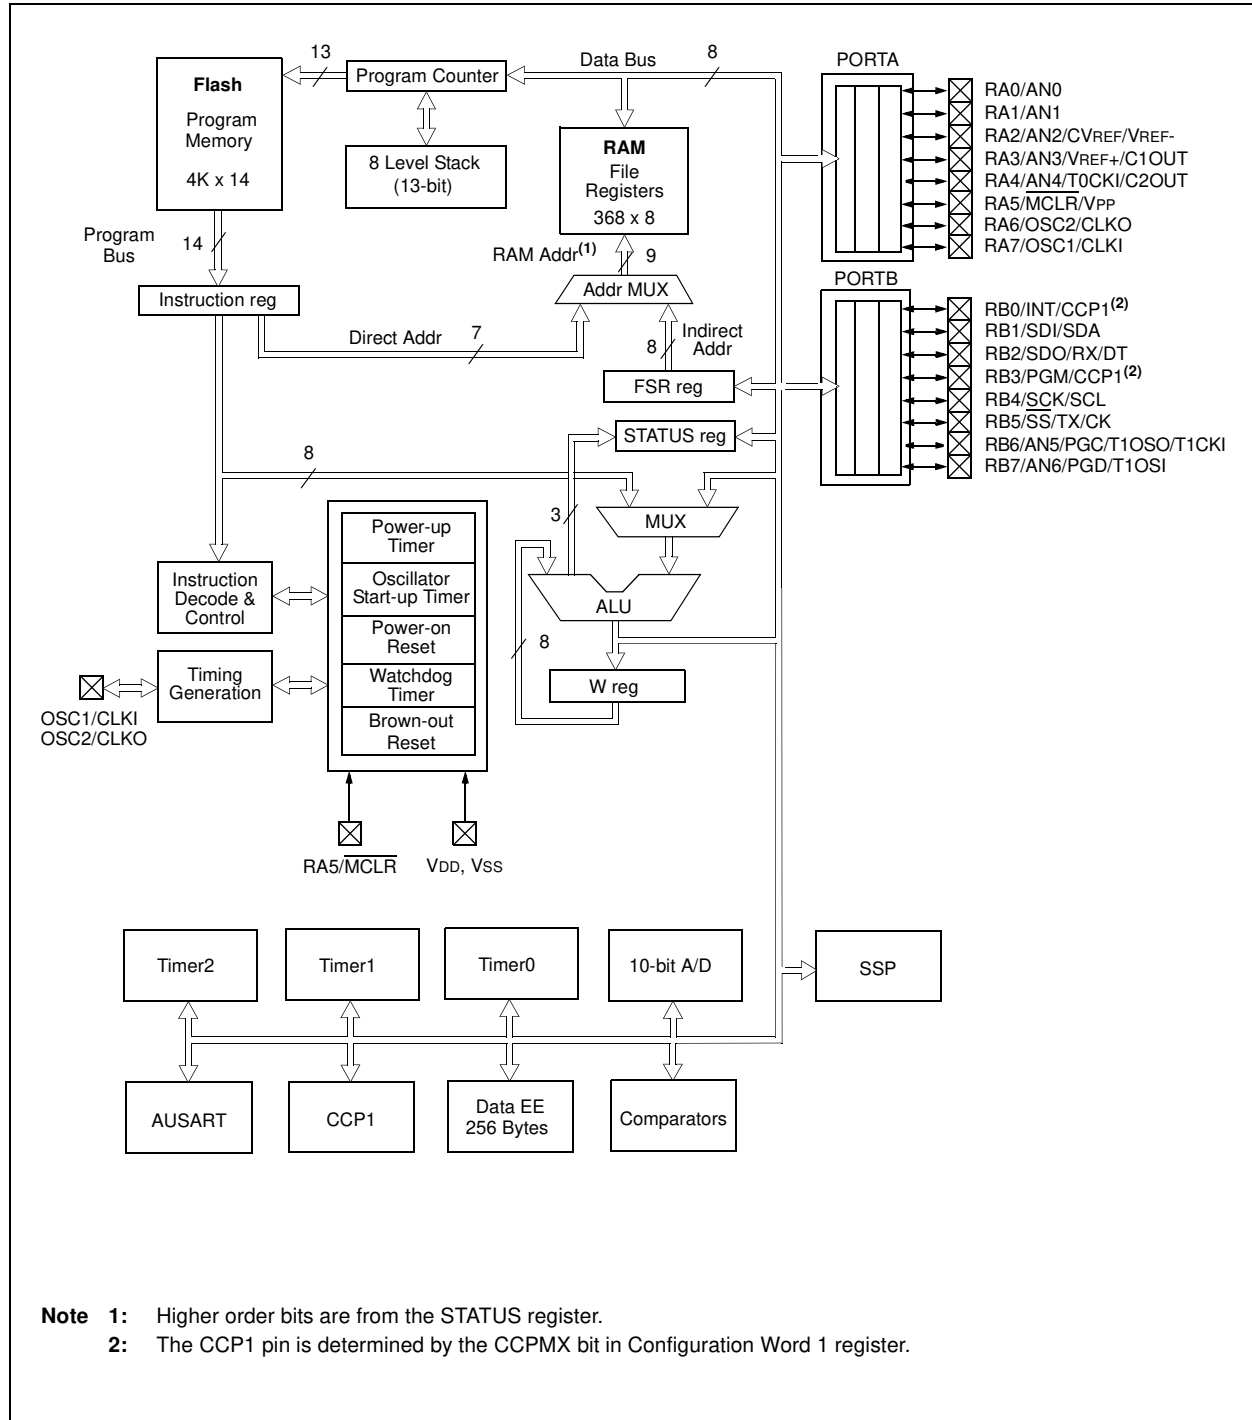 13
Data Bus
8
PORTA
Flash
Program
Memory
4K x 14
Program Counter
8 Level Stack
(13-bit)
RAM
File
Registers
368 x 8
RA0/AN0
RA1/AN1
RA2/AN2/CVREF/VREF-
RA3/AN3/VREF+/C1OUT
RA4/AN4/T0CKI/C2OUT
RA5/MCLR/VPP
RA6/OSC2/CLKO
RA7/OSC1/CLKI
Program
Bus
14
RAM Addr(1)
9
Addr MUX
Instruction reg
Direct Addr
7
8
Indirect
Addr
FSR reg
STATUS reg
PORTB
RB0/INT/CCP1(2)
RB1/SDI/SDA
RB2/SDO/RX/DT
RB3/PGM/CCP1(2)
RB4/SCK/SCL
RB5/SS/TX/CK
RB6/AN5/PGC/T1OSO/T1CKI
RB7/AN6/PGD/T1OSI
8
3
MUX
Power-up
Timer
Oscillator
Start-up Timer
Power-on
Reset
Watchdog
Timer
Brown-out
Reset
Instruction
Decode &
Control
ALU
8
W reg
Timing
Generation
OSC1/CLKI
OSC2/CLKO
RA5/MCLR
VDD, VSS
Timer2
Timer1
Timer0
10-bit A/D
SSP
AUSART
CCP1
Data EE
256 Bytes
Comparators
Note 1: Higher order bits are from the STATUS register.
2: The CCP1 pin is determined by the CCPMX bit in Configuration Word 1 register.